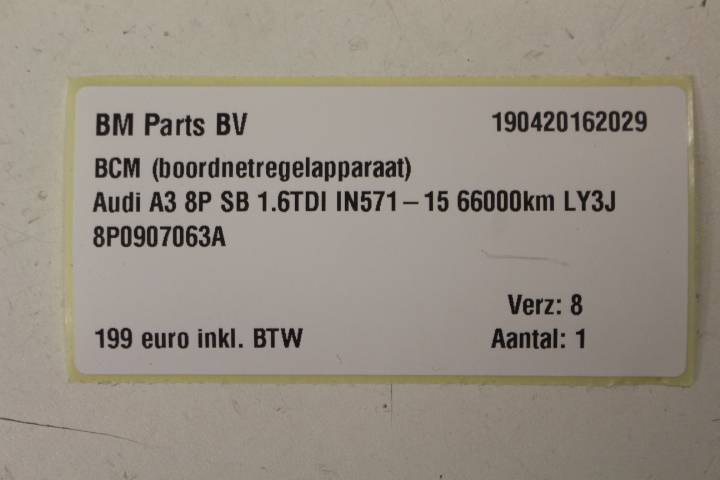 BM Parts BV 190420162029
BCM (boordnetregelapparaat)
Audi A3 8P SB 1.6TDI IN571-15 66000km LY3J
8P0907063A
Verz: 8
199 euro inkl. BTW Aantal: 1